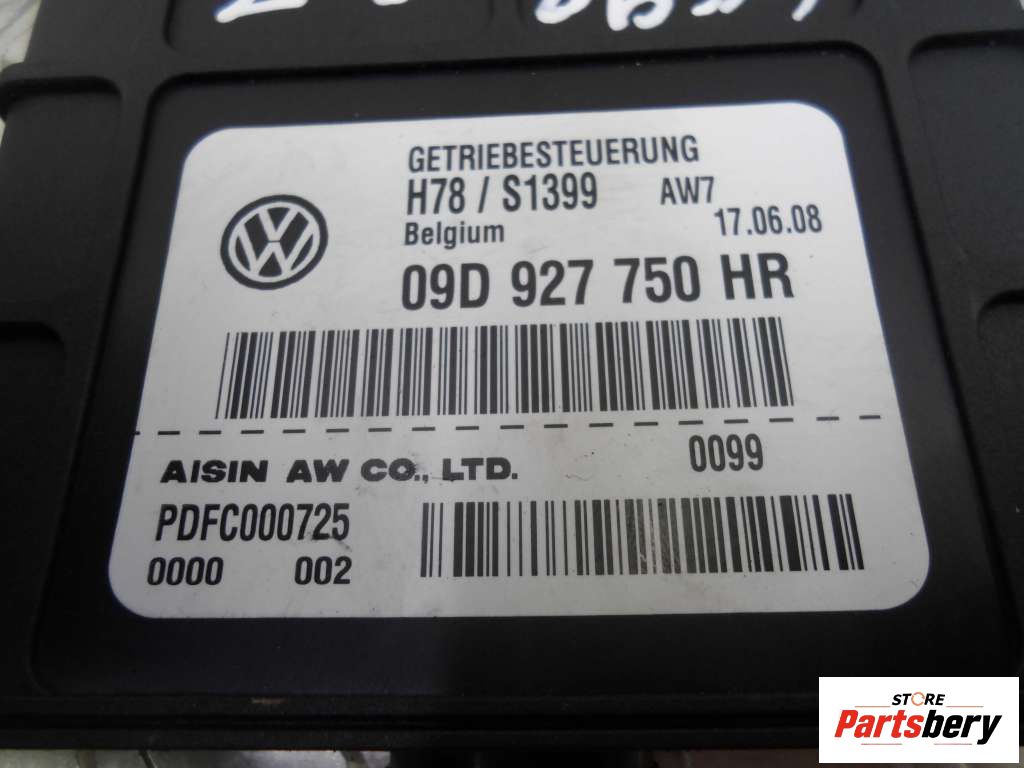 GETRIEBESTEUERUNG
H78 / S1399 AW7
Belgium 17.06.08
09D 927 750 HR
0099
AISIN AW CO., LTD.
PDFC000725
0000 002
STORE
Partsbery